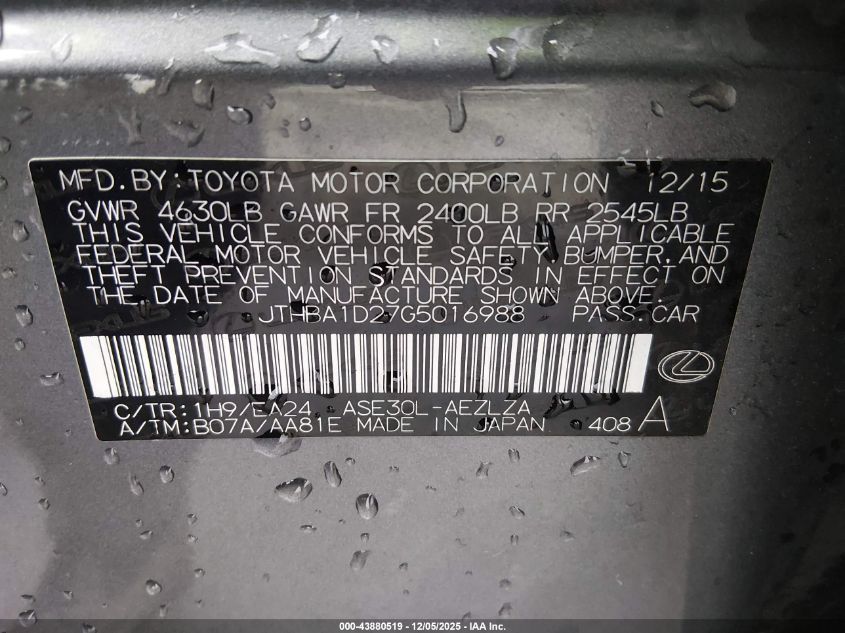 MFD.BY:TOYOTA MOTOR CORPORATION 12/15
GVWR 4630LB GAWR FR 2400LB RR 2545LB
THIS VEHICLE CONFORMS TO ALL APPLICABLE
FEDERAL MOTOR VEHICLE SAFETY,BUMPER,AND
THEFT PREVENTION STANDARDS IN EFFECT ON
THE DATE OF MANUFACTURE SHOWN ABOVE.
JTHBA1D27G5016988 PASS.CAR
C/TR:1H9/EA24 ASE30L-AEZLZA
A/TM:B07A/AA81E MADE IN JAPAN 408 A
000-43880519 - 12/05/2025 - IAA Inc.